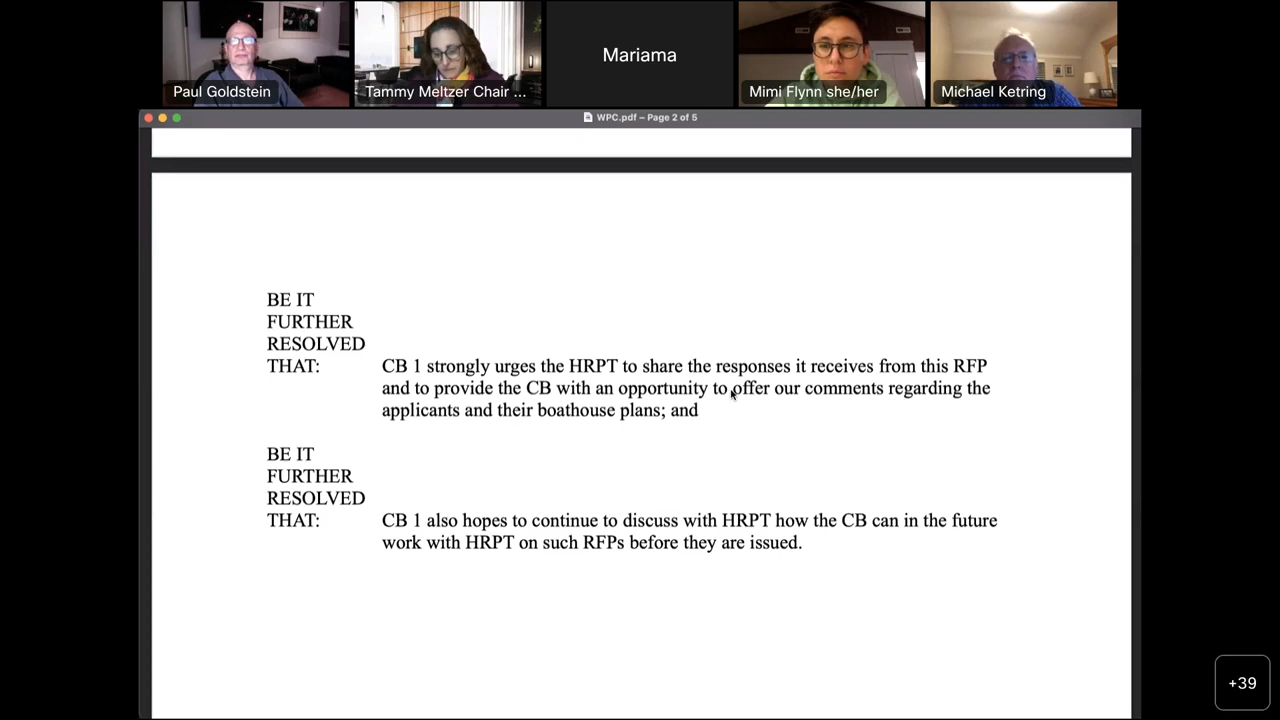 Paul Goldstein
Tammy Meltzer Chair ...
Mariama
Mimi Flynn she/her
Michael Ketring
WPC.pdf – Page 2 of 5
BE IT
FURTHER
RESOLVED
THAT: CB 1 strongly urges the HRPT to share the responses it receives from this RFP
and to provide the CB with an opportunity to offer our comments regarding the
applicants and their boathouse plans; and
BE IT
FURTHER
RESOLVED
THAT: CB 1 also hopes to continue to discuss with HRPT how the CB can in the future
work with HRPT on such RFPs before they are issued.
+39